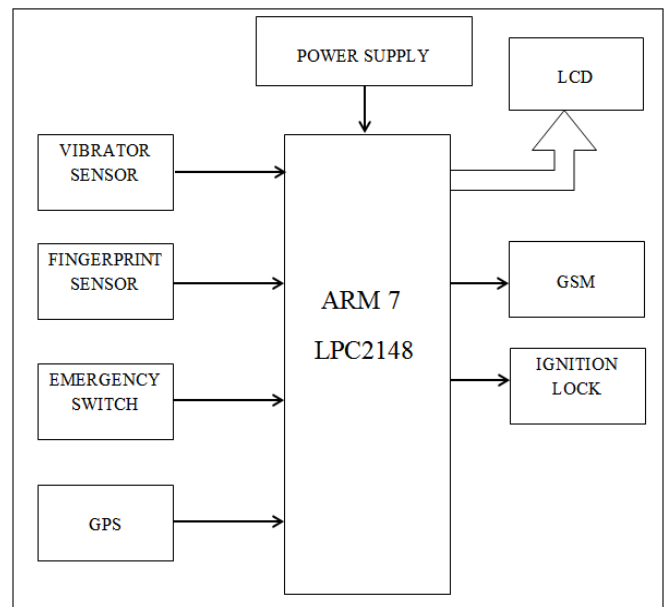 POWER SUPPLY
LCD
VIBRATOR
SENSOR
FINGERPRINT
SENSOR
EMERGENCY
SWITCH
GPS
ARM 7
LPC2148
GSM
IGNITION
LOCK